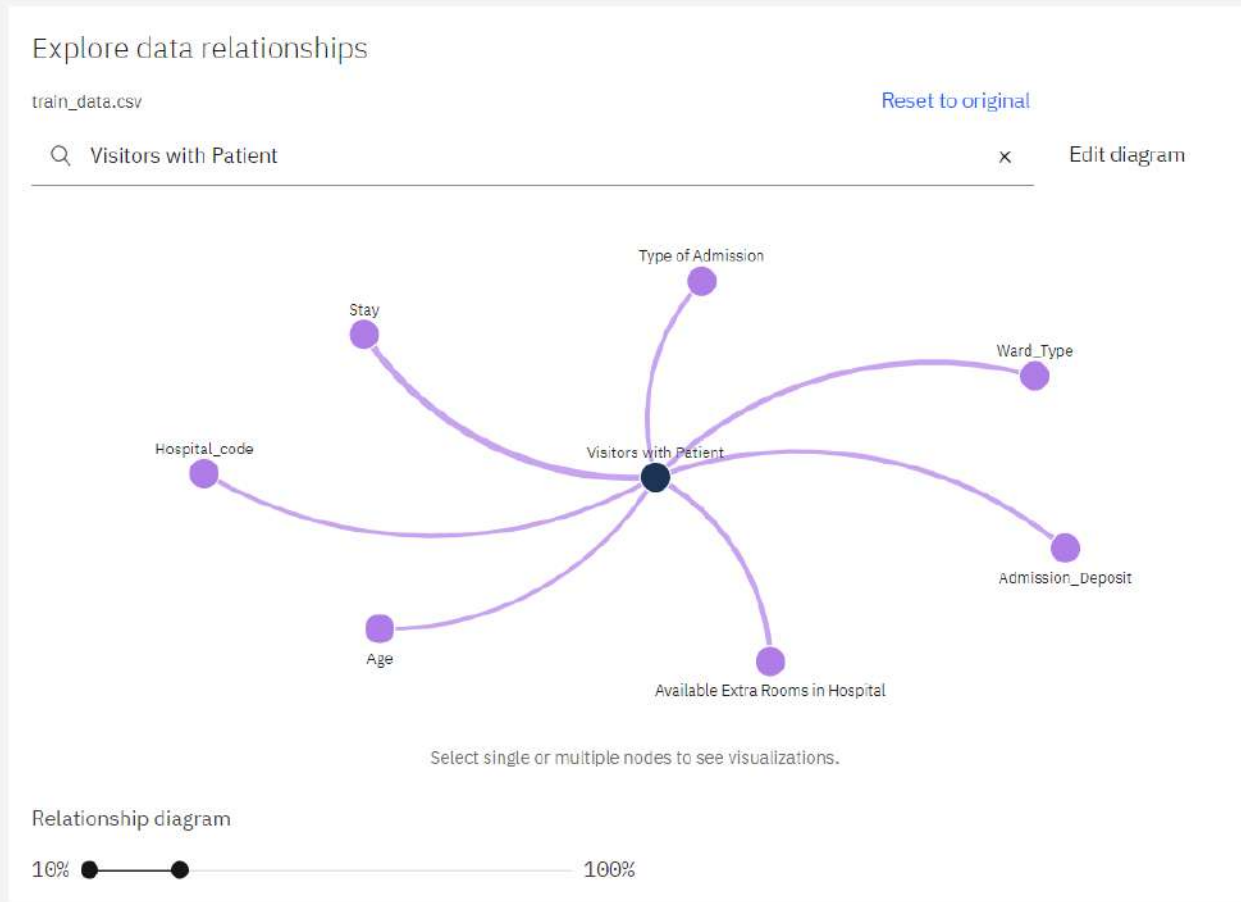 Explore data relationships
train_data.csv
Reset to original
Visitors with Patient
Edit diagram
Type of Admission
Stay
Ward_Type
Hospital_code
Visitors with Patient
Admission_Deposit
Age
Available Extra Rooms in Hospital
Select single or multiple nodes to see visualizations.
Relationship diagram
10% 100%